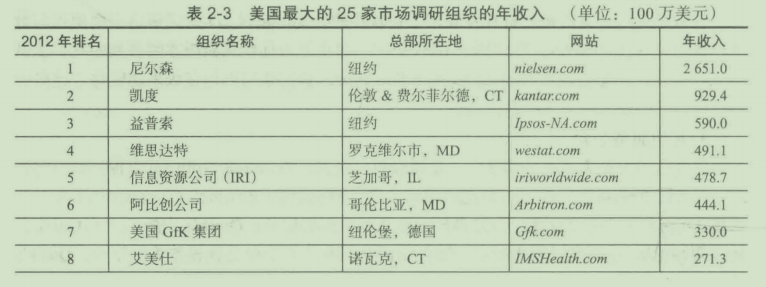 表 2-3 美国最大的 25 家市场调研组织的年收入 (单位:100 万美元)
2012 年排名 组织名称 总部所在地 网站 年收入
1 尼尔森 纽约 nielsen.com 2 651.0
2 凯度 伦敦 & 费尔菲尔德,CT kantar.com 929.4
3 益普索 纽约 Ipsos-NA.com 590.0
4 维思达特 罗克维尔市,MD westat.com 491.1
5 信息资源公司(IRI) 芝加哥,IL iriworldwide.com 478.7
6 阿比创公司 哥伦比亚,MD Arbitron.com 444.1
7 美国 GfK 集团 纽伦堡,德国 Gfk.com 330.0
8 艾美仕 诺瓦克,CT IMSHealth.com 271.3